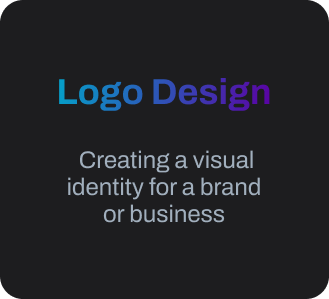 Logo Design
Creating a visual
identity for a brand
or business